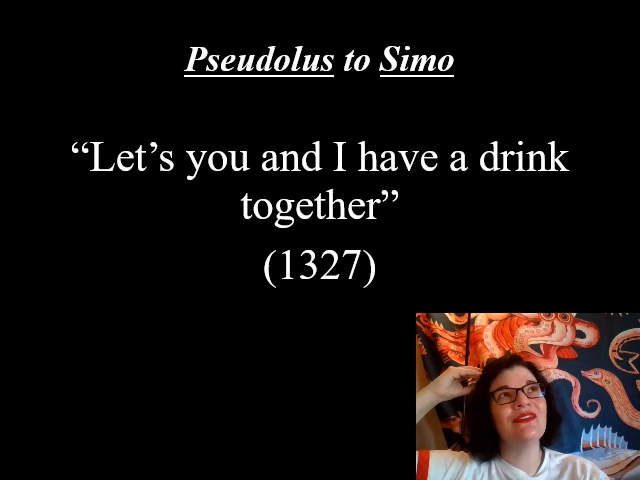 Pseudolus to Simo
“Let’s you and I have a drink
together”
(1327)